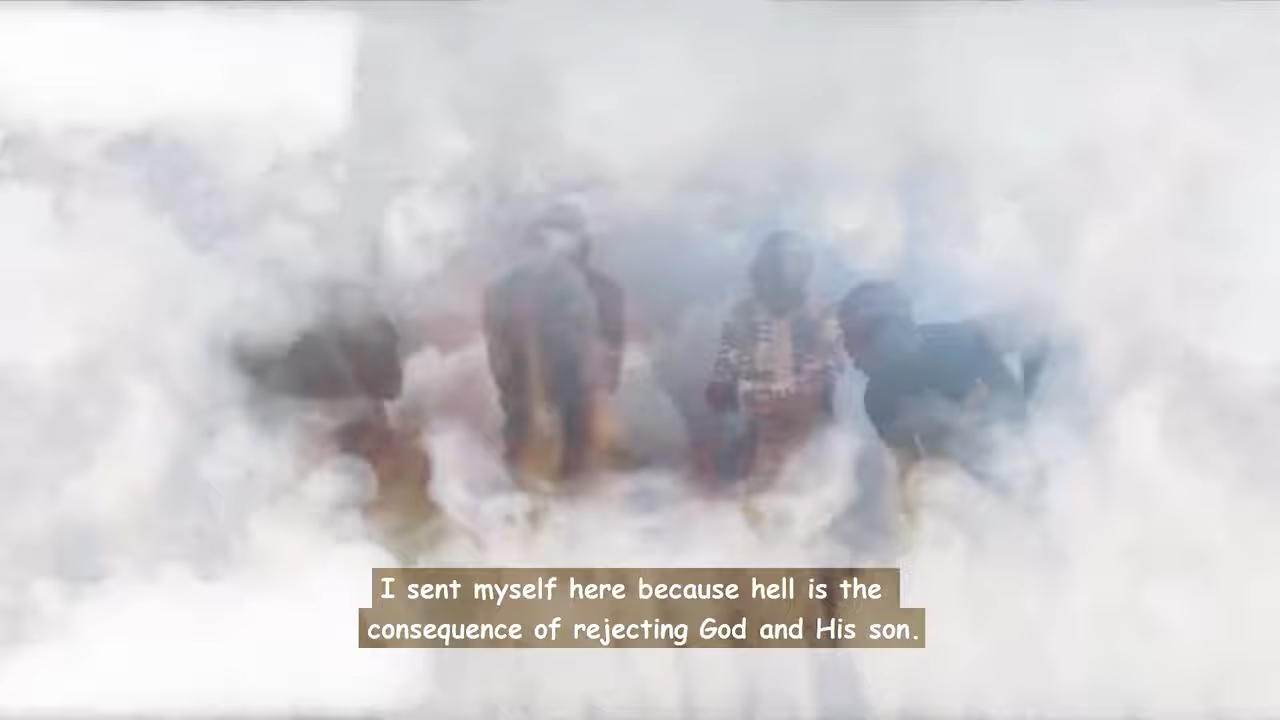 I sent myself here because hell is the
consequence of rejecting God and His son.